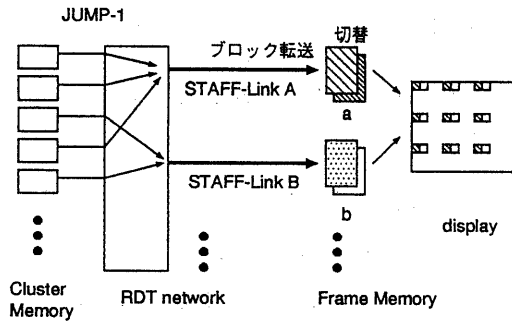 JUMP-1
ブロック転送
切替
STAFF-Link A
a
STAFF-Link B
b
display
Cluster
Memory
RDT network
Frame Memory